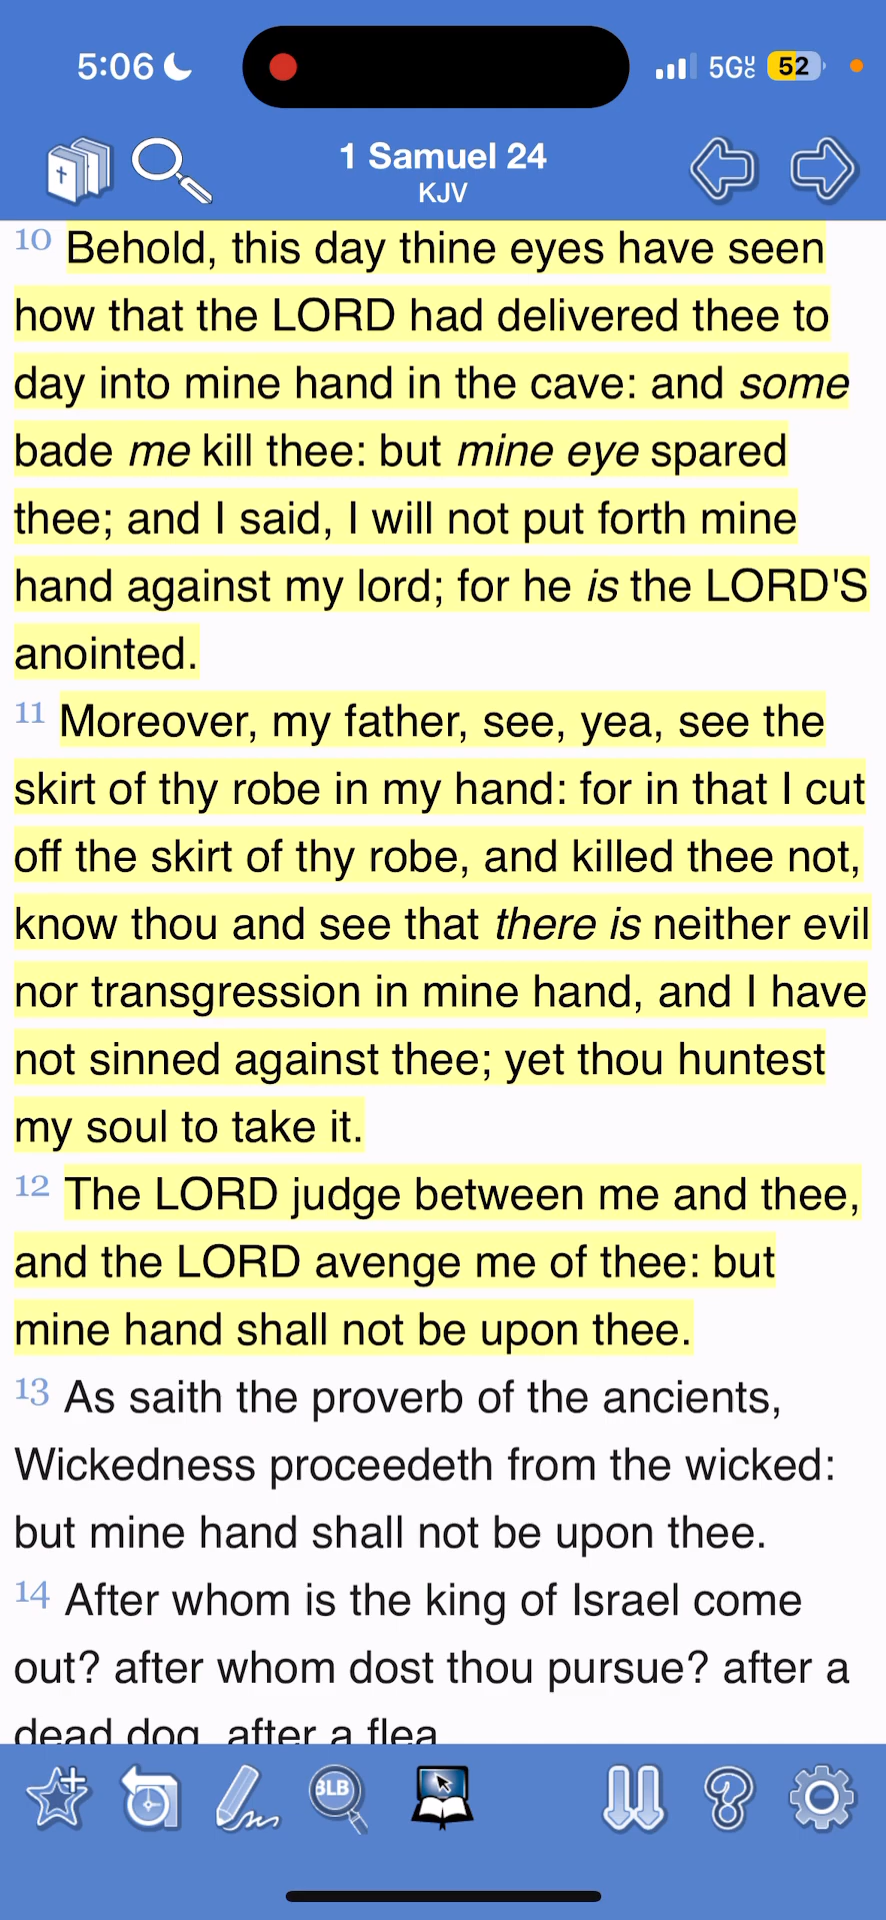 5:06
5G UC
52
1 Samuel 24
KJV
10 Behold, this day thine eyes have seen
how that the LORD had delivered thee to
day into mine hand in the cave: and some
bade me kill thee: but mine eye spared
thee; and I said, I will not put forth mine
hand against my lord; for he is the LORD'S
anointed.
11 Moreover, my father, see, yea, see the
skirt of thy robe in my hand: for in that I cut
off the skirt of thy robe, and killed thee not,
know thou and see that there is neither evil
nor transgression in mine hand, and I have
not sinned against thee; yet thou huntest
my soul to take it.
12 The LORD judge between me and thee,
and the LORD avenge me of thee: but
mine hand shall not be upon thee.
13 As saith the proverb of the ancients,
Wickedness proceedeth from the wicked:
but mine hand shall not be upon thee.
14 After whom is the king of Israel come
out? after whom dost thou pursue? after a
dead dog, after a flea
BLB